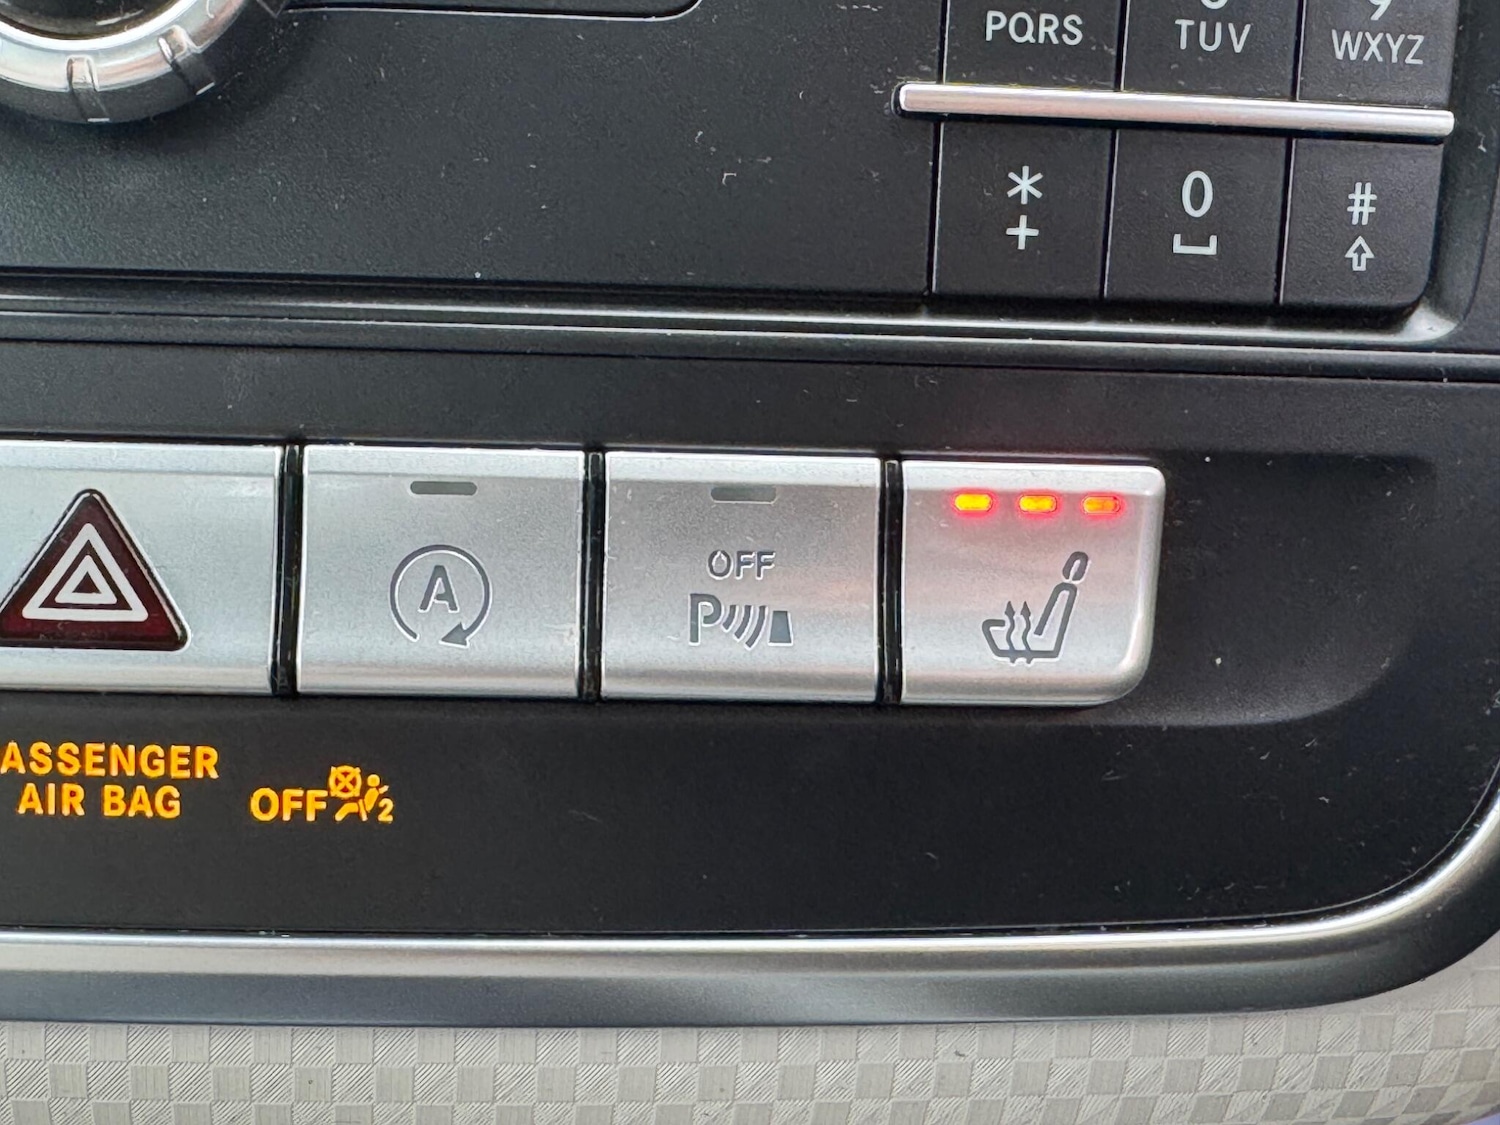 PQRS
TUV
WXYZ
*
+
0
#
A
OFF
P
ASSENGER
AIR BAG
OFF
2